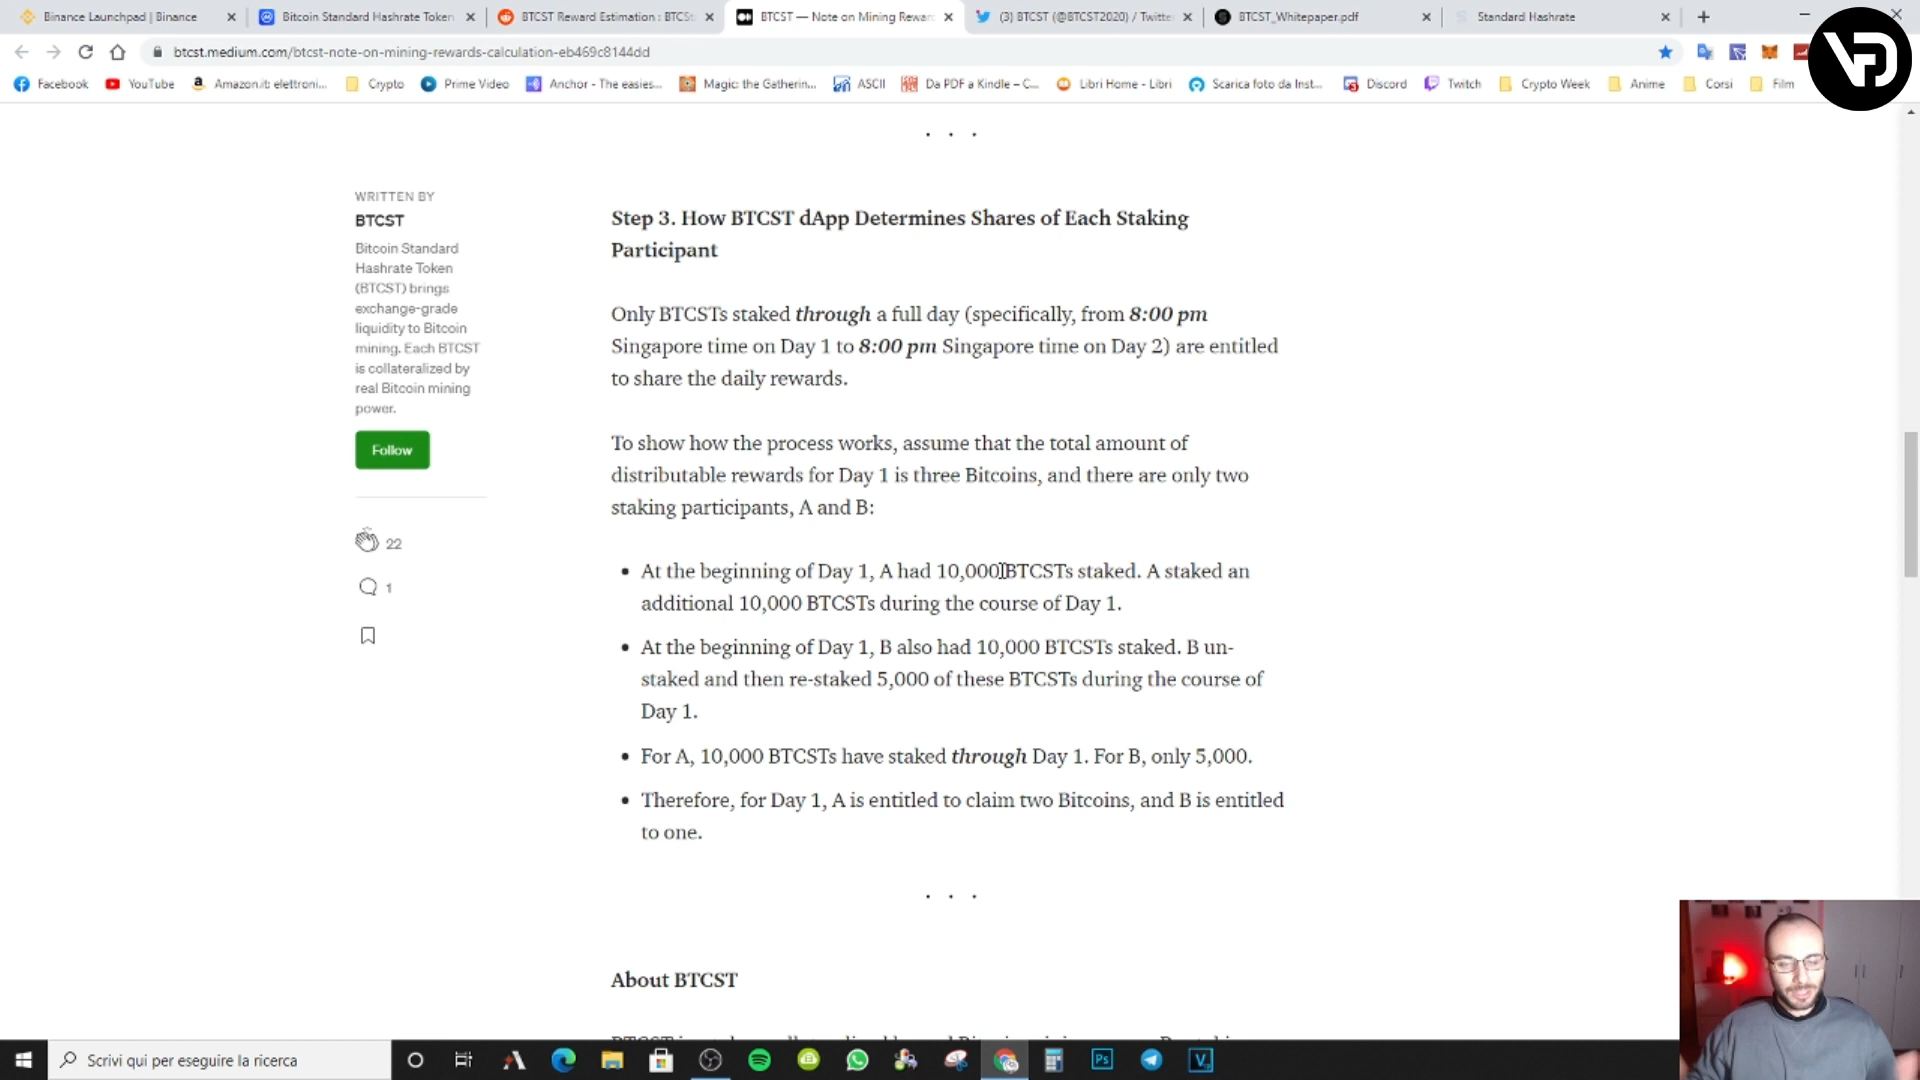 Binance Launchpad | Binance
Bitcoin Standard Hashrate Token
BTCST Reward Estimation : BTCS
BTCST — Note on Mining Rewar
(3) BTCST (@BTCST2020) / Twitte
BTCST_Whitepaper.pdf
Standard Hashrate
btcst.medium.com/btcst-note-on-mining-rewards-calculation-eb469c8144dd
Facebook
YouTube
Amazon.it: elettroni...
Crypto
Prime Video
Anchor - The easies...
Magic: the Gatherin...
ASCII
Da PDF a Kindle – C...
Libri Home - Libri
Scarica foto da Inst...
Discord
Twitch
Crypto Week
Anime
Corsi
Film
. . .
WRITTEN BY
BTCST
Bitcoin Standard
Hashrate Token
(BTCST) brings
exchange-grade
liquidity to Bitcoin
mining. Each BTCST
is collateralized by
real Bitcoin mining
power.
Follow
22
1
Step 3. How BTCST dApp Determines Shares of Each Staking
Participant
Only BTCSTs staked through a full day (specifically, from 8:00 pm
Singapore time on Day 1 to 8:00 pm Singapore time on Day 2) are entitled
to share the daily rewards.
To show how the process works, assume that the total amount of
distributable rewards for Day 1 is three Bitcoins, and there are only two
staking participants, A and B:
• At the beginning of Day 1, A had 10,000 BTCSTs staked. A staked an
additional 10,000 BTCSTs during the course of Day 1.
• At the beginning of Day 1, B also had 10,000 BTCSTs staked. B un-
staked and then re-staked 5,000 of these BTCSTs during the course of
Day 1.
• For A, 10,000 BTCSTs have staked through Day 1. For B, only 5,000.
• Therefore, for Day 1, A is entitled to claim two Bitcoins, and B is entitled
to one.
. . .
About BTCST
Scrivi qui per eseguire la ricerca
Ps